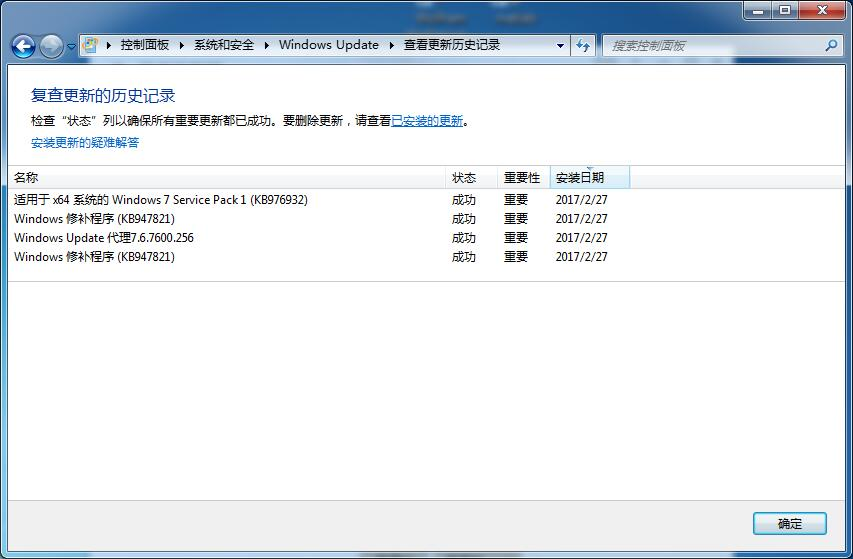 控制面板 系统和安全 Windows Update 查看更新历史记录 搜索控制面板
复查更新的历史记录
检查“状态”列以确保所有重要更新都已成功。要删除更新，请查看已安装的更新。
安装更新的疑难解答
名称 状态 重要性 安装日期
适用于 x64 系统的 Windows 7 Service Pack 1 (KB976932) 成功 重要 2017/2/27
Windows 修补程序 (KB947821) 成功 重要 2017/2/27
Windows Update 代理7.6.7600.256 成功 重要 2017/2/27
Windows 修补程序 (KB947821) 成功 重要 2017/2/27
确定